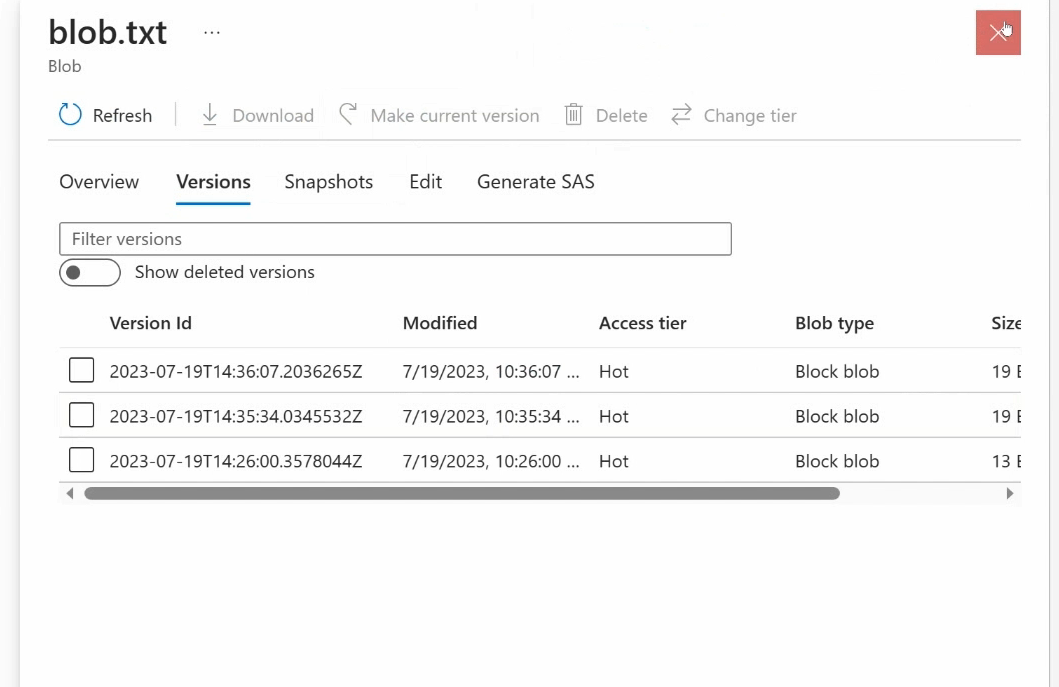 blob.txt ...
Blob
Refresh Download Make current version Delete Change tier
Overview Versions Snapshots Edit Generate SAS
Filter versions
Show deleted versions
Version Id Modified Access tier Blob type Size
2023-07-19T14:36:07.2036265Z 7/19/2023, 10:36:07 ... Hot Block blob 19
2023-07-19T14:35:34.0345532Z 7/19/2023, 10:35:34 ... Hot Block blob 19
2023-07-19T14:26:00.3578044Z 7/19/2023, 10:26:00 ... Hot Block blob 13